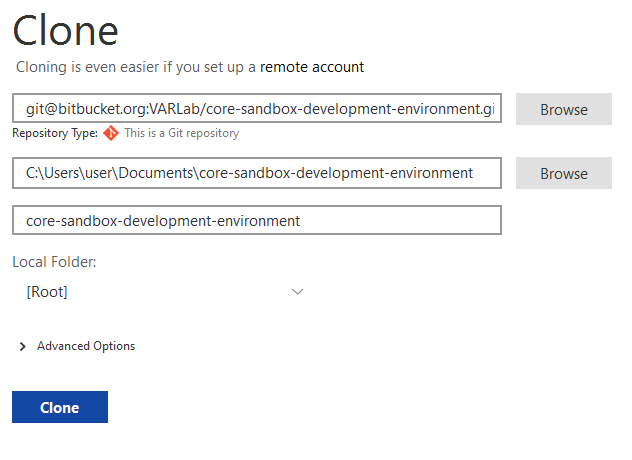 Clone
Cloning is even easier if you set up a remote account
git@bitbucket.org:VARLab/core-sandbox-development-environment.gi
Browse
Repository Type: This is a Git repository
C:\Users\user\Documents\core-sandbox-development-environment
Browse
core-sandbox-development-environment
Local Folder:
[Root]
Advanced Options
Clone